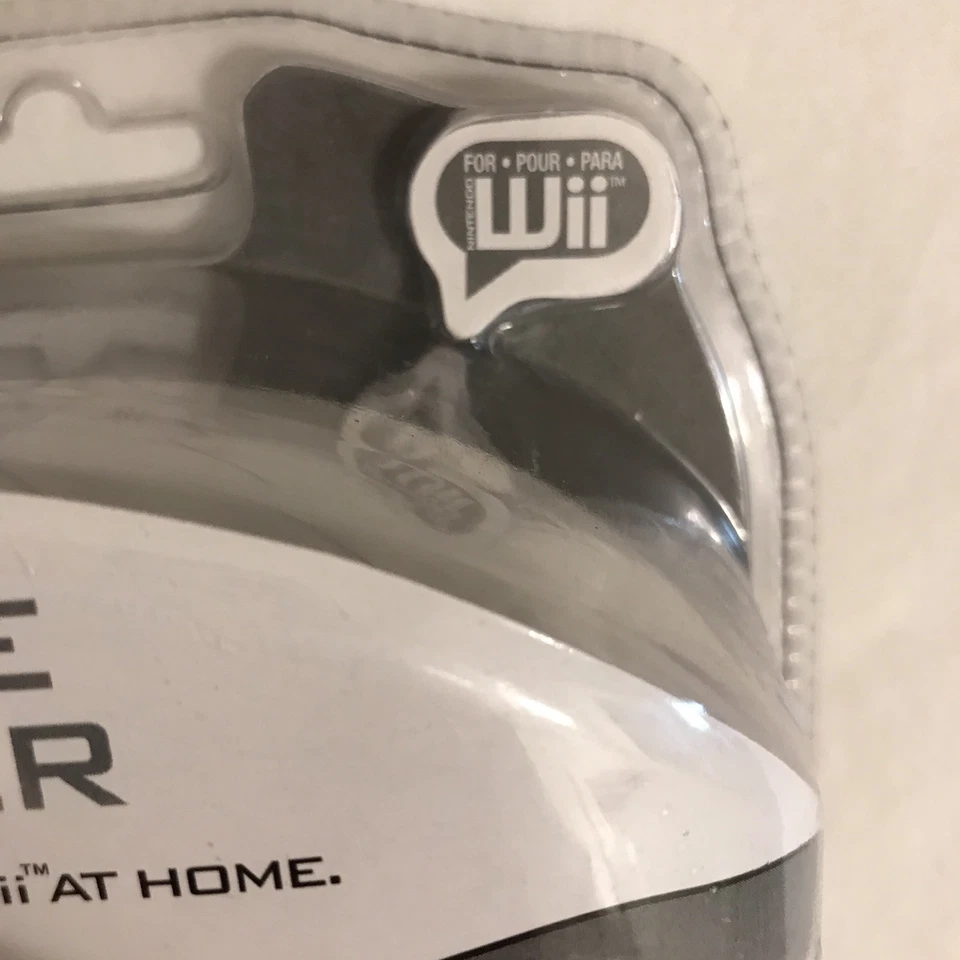 FOR • POUR • PARA
NINTENDO
Wii™
E
R
ii™ AT HOME.